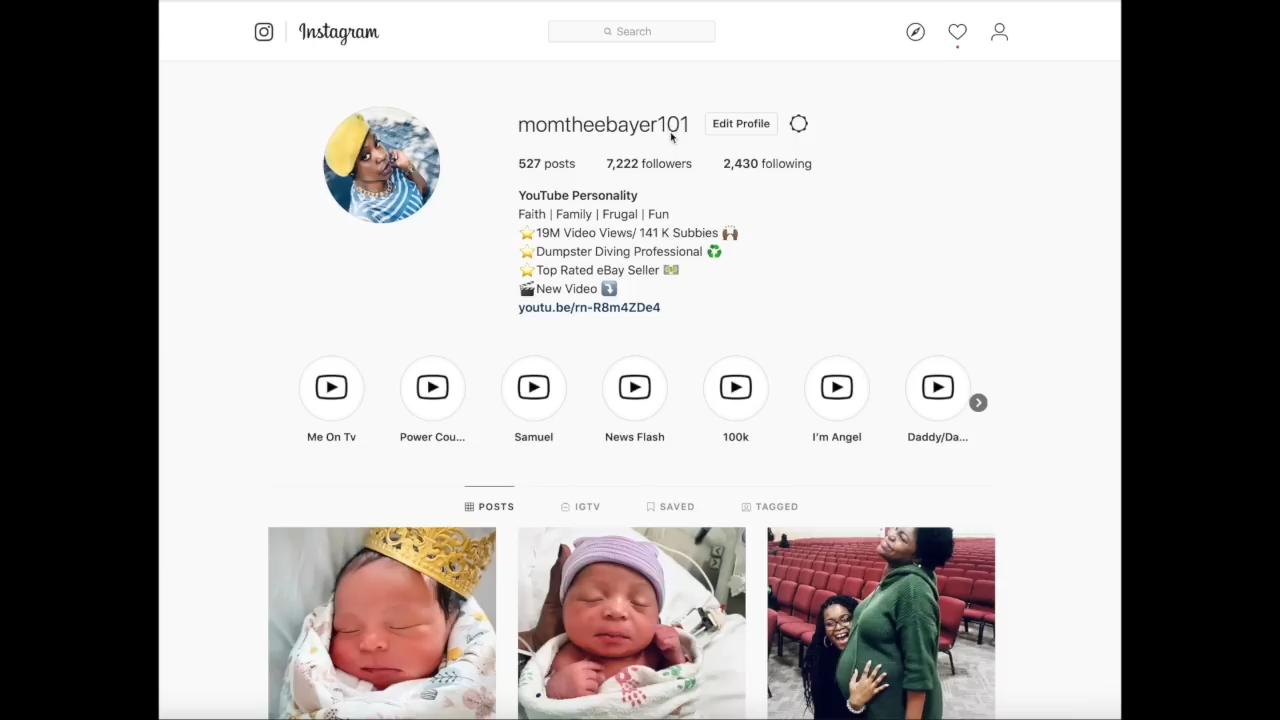 Instagram
Search
momtheebayer101 Edit Profile
527 posts 7,222 followers 2,430 following
YouTube Personality
Faith | Family | Frugal | Fun
⭐19M Video Views/ 141 K Subbies 🙌🏾
⭐Dumpster Diving Professional ♻️
⭐Top Rated eBay Seller 💵
🎬New Video ⤵️
youtu.be/rn-R8m4ZDe4
Me On Tv Power Cou... Samuel News Flash 100k I'm Angel Daddy/Da...
POSTS IGTV SAVED TAGGED